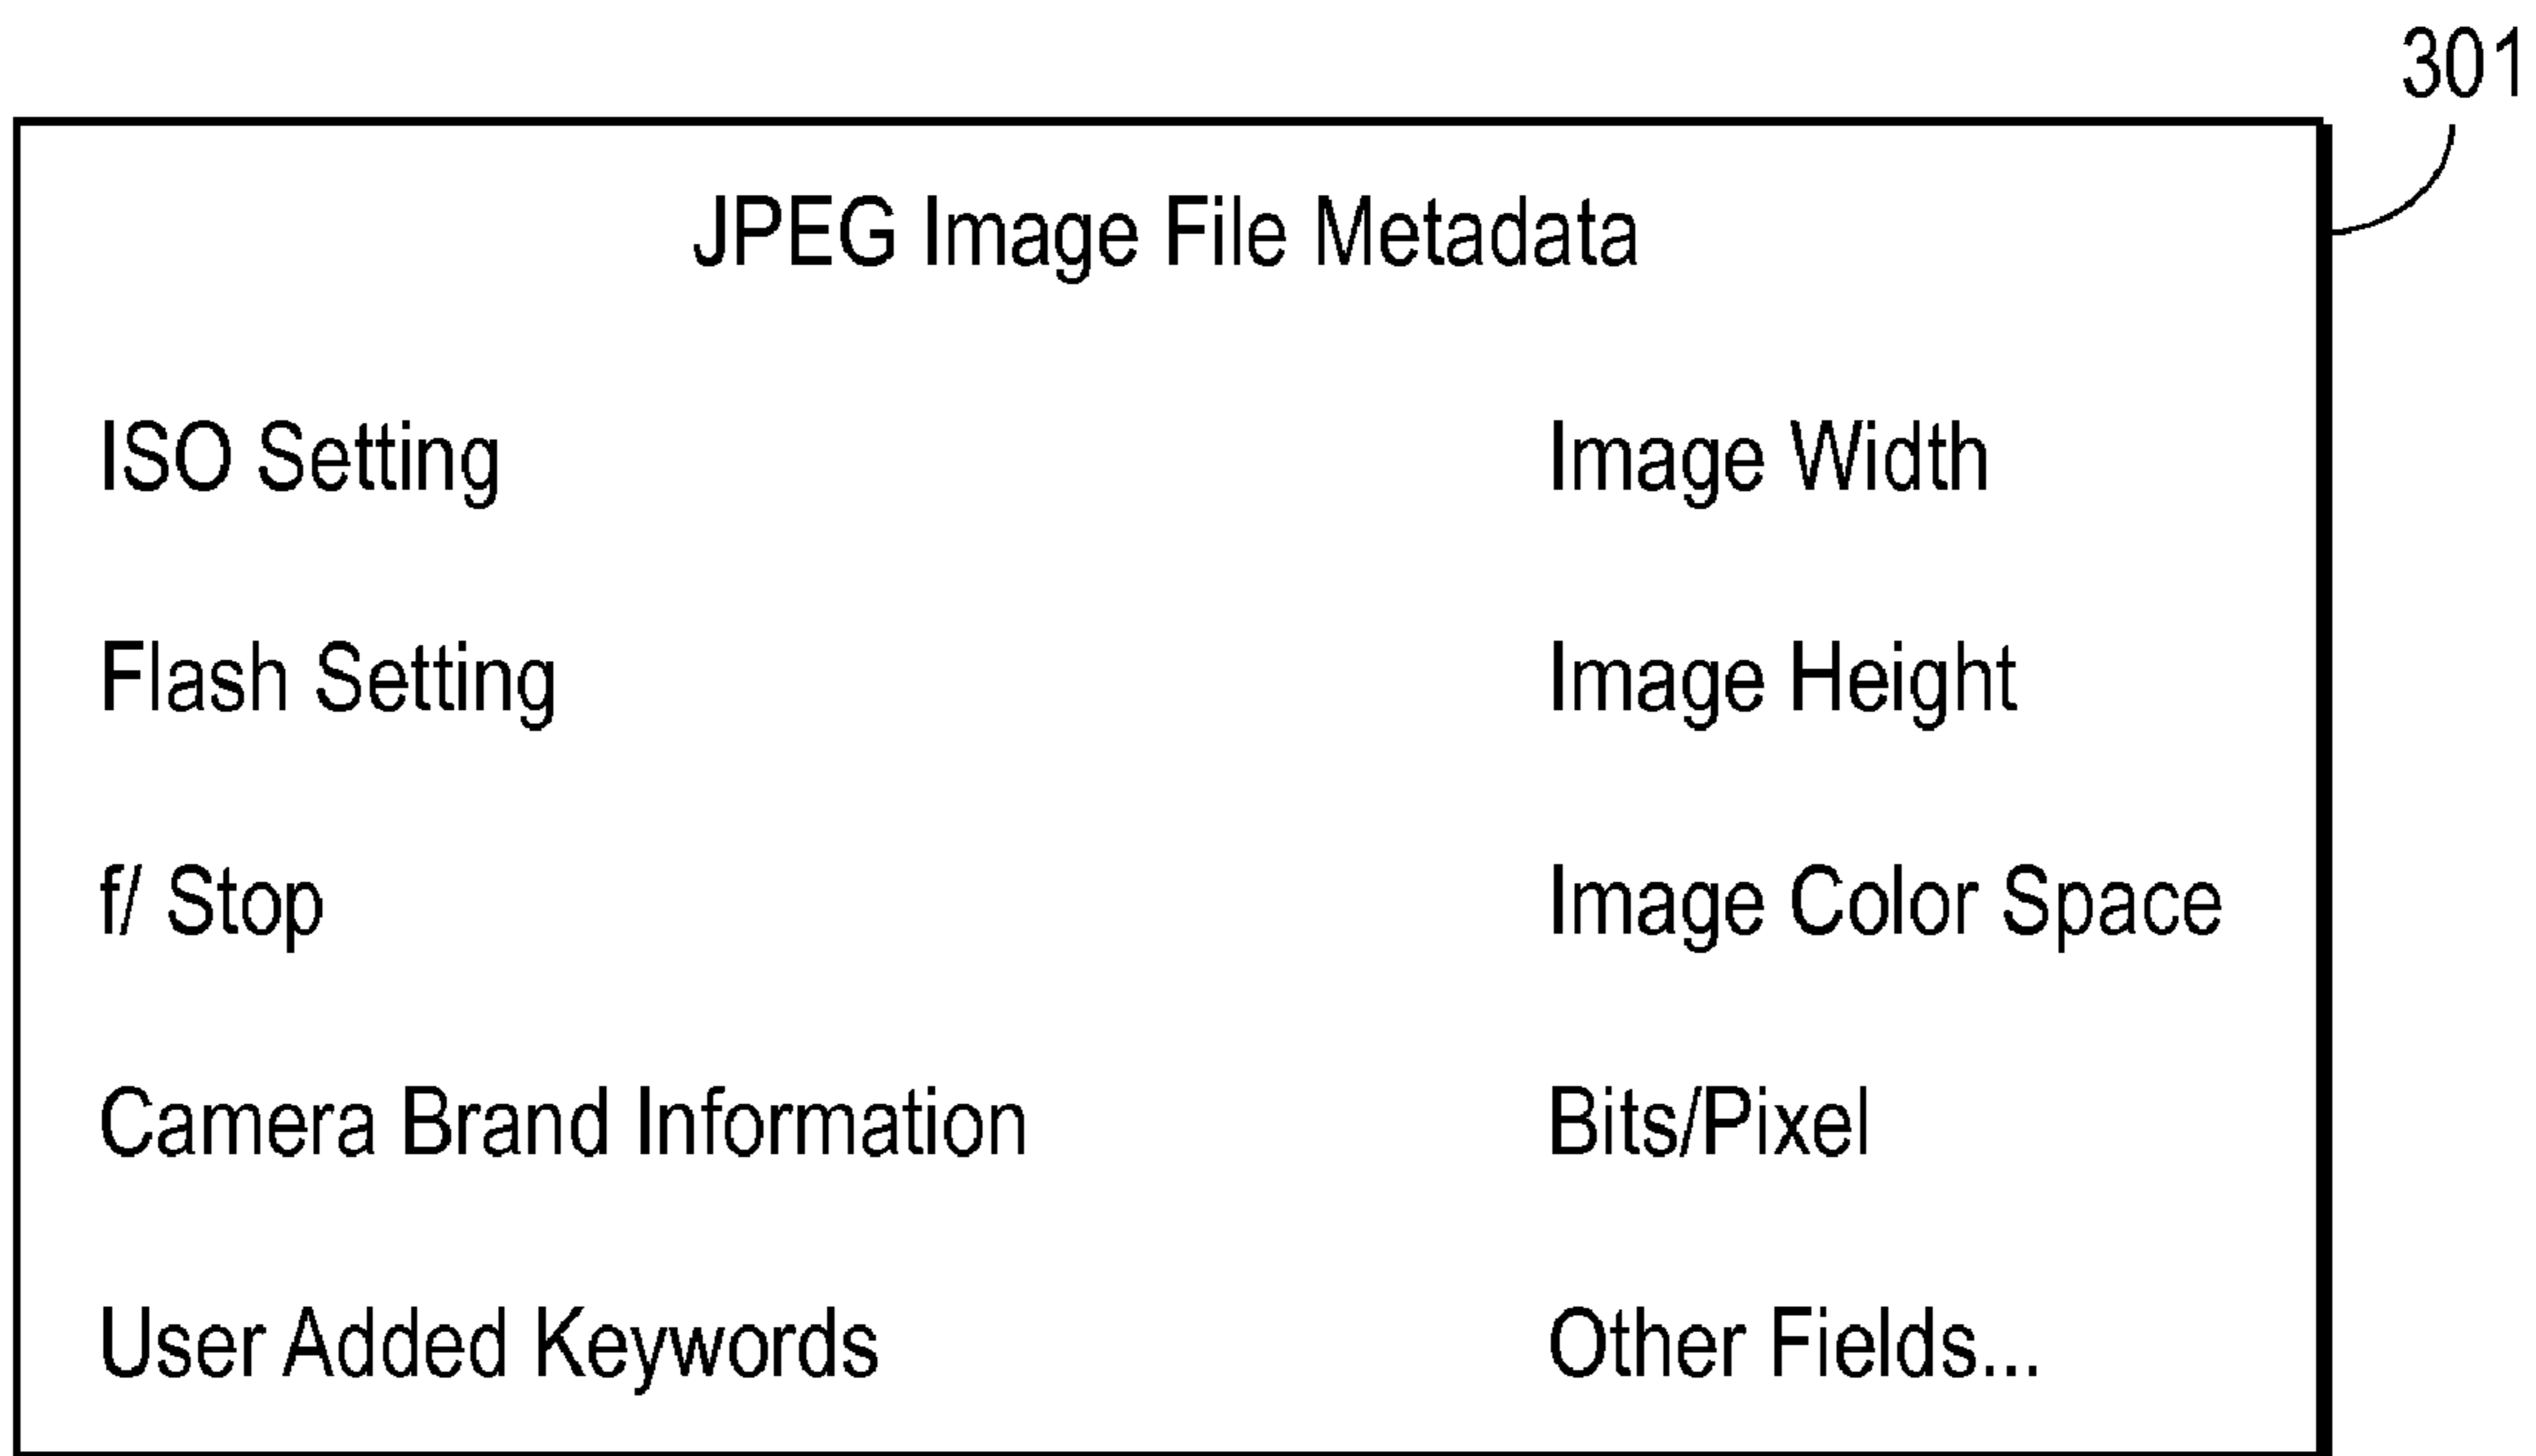 301
JPEG Image File Metadata
ISO Setting
Image Width
Flash Setting
Image Height
f/ Stop
Image Color Space
Camera Brand Information
Bits/Pixel
User Added Keywords
Other Fields...